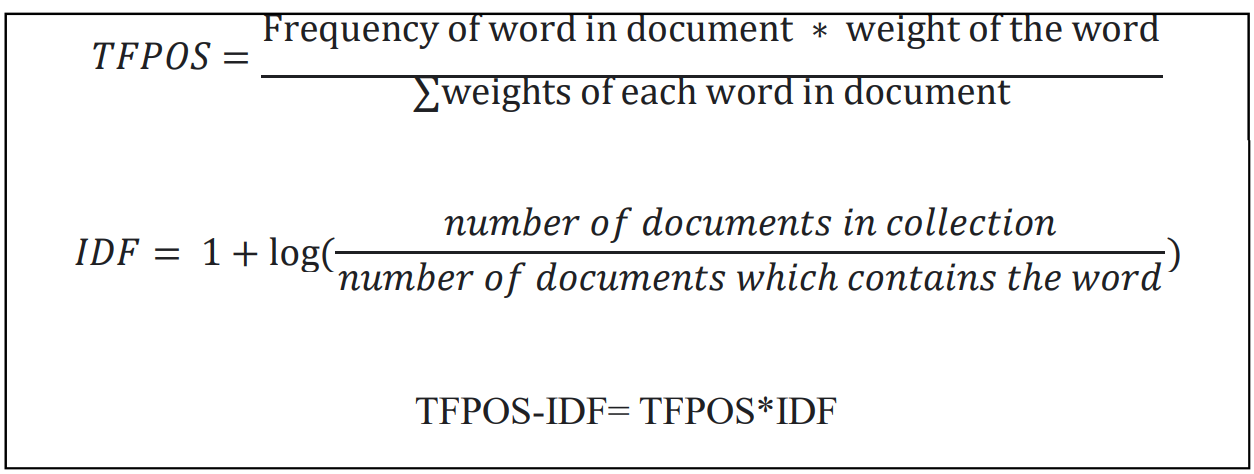 TFPOS = Frequency of word in document * weight of the word / ∑weights of each word in document
IDF = 1 + log(number of documents in collection / number of documents which contains the word)
TFPOS-IDF= TFPOS*IDF